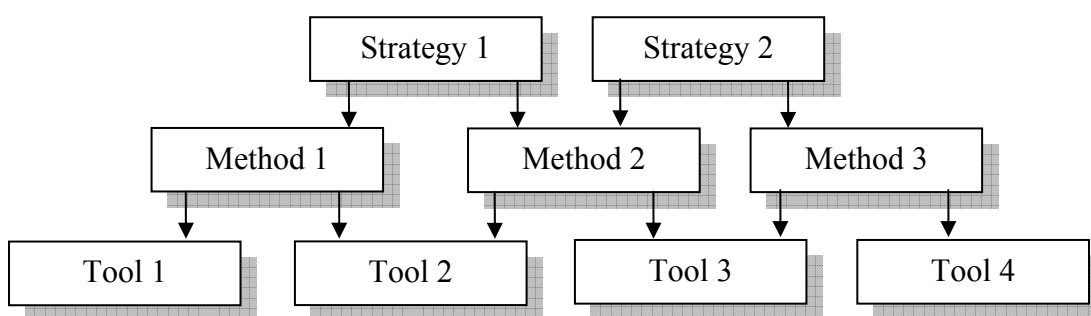 Strategy 1
Strategy 2
Method 1
Method 2
Method 3
Tool 1
Tool 2
Tool 3
Tool 4